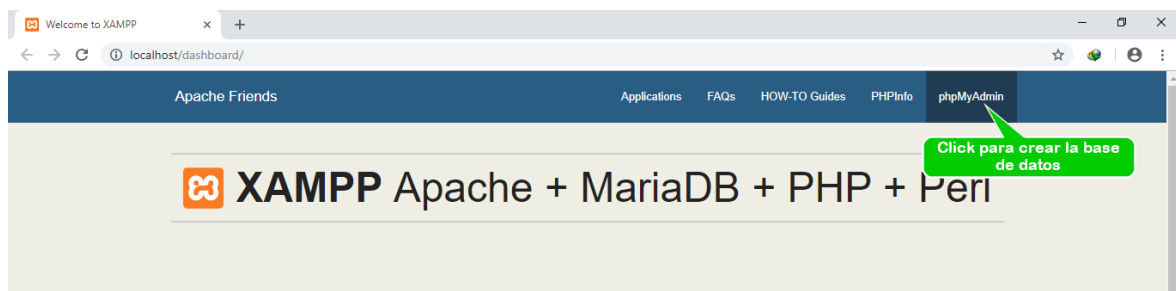 Welcome to XAMPP
localhost/dashboard/
Apache Friends
Applications
FAQs
HOW-TO Guides
PHPInfo
phpMyAdmin
Click para crear la base
de datos
XAMPP Apache + MariaDB + PHP + Perl